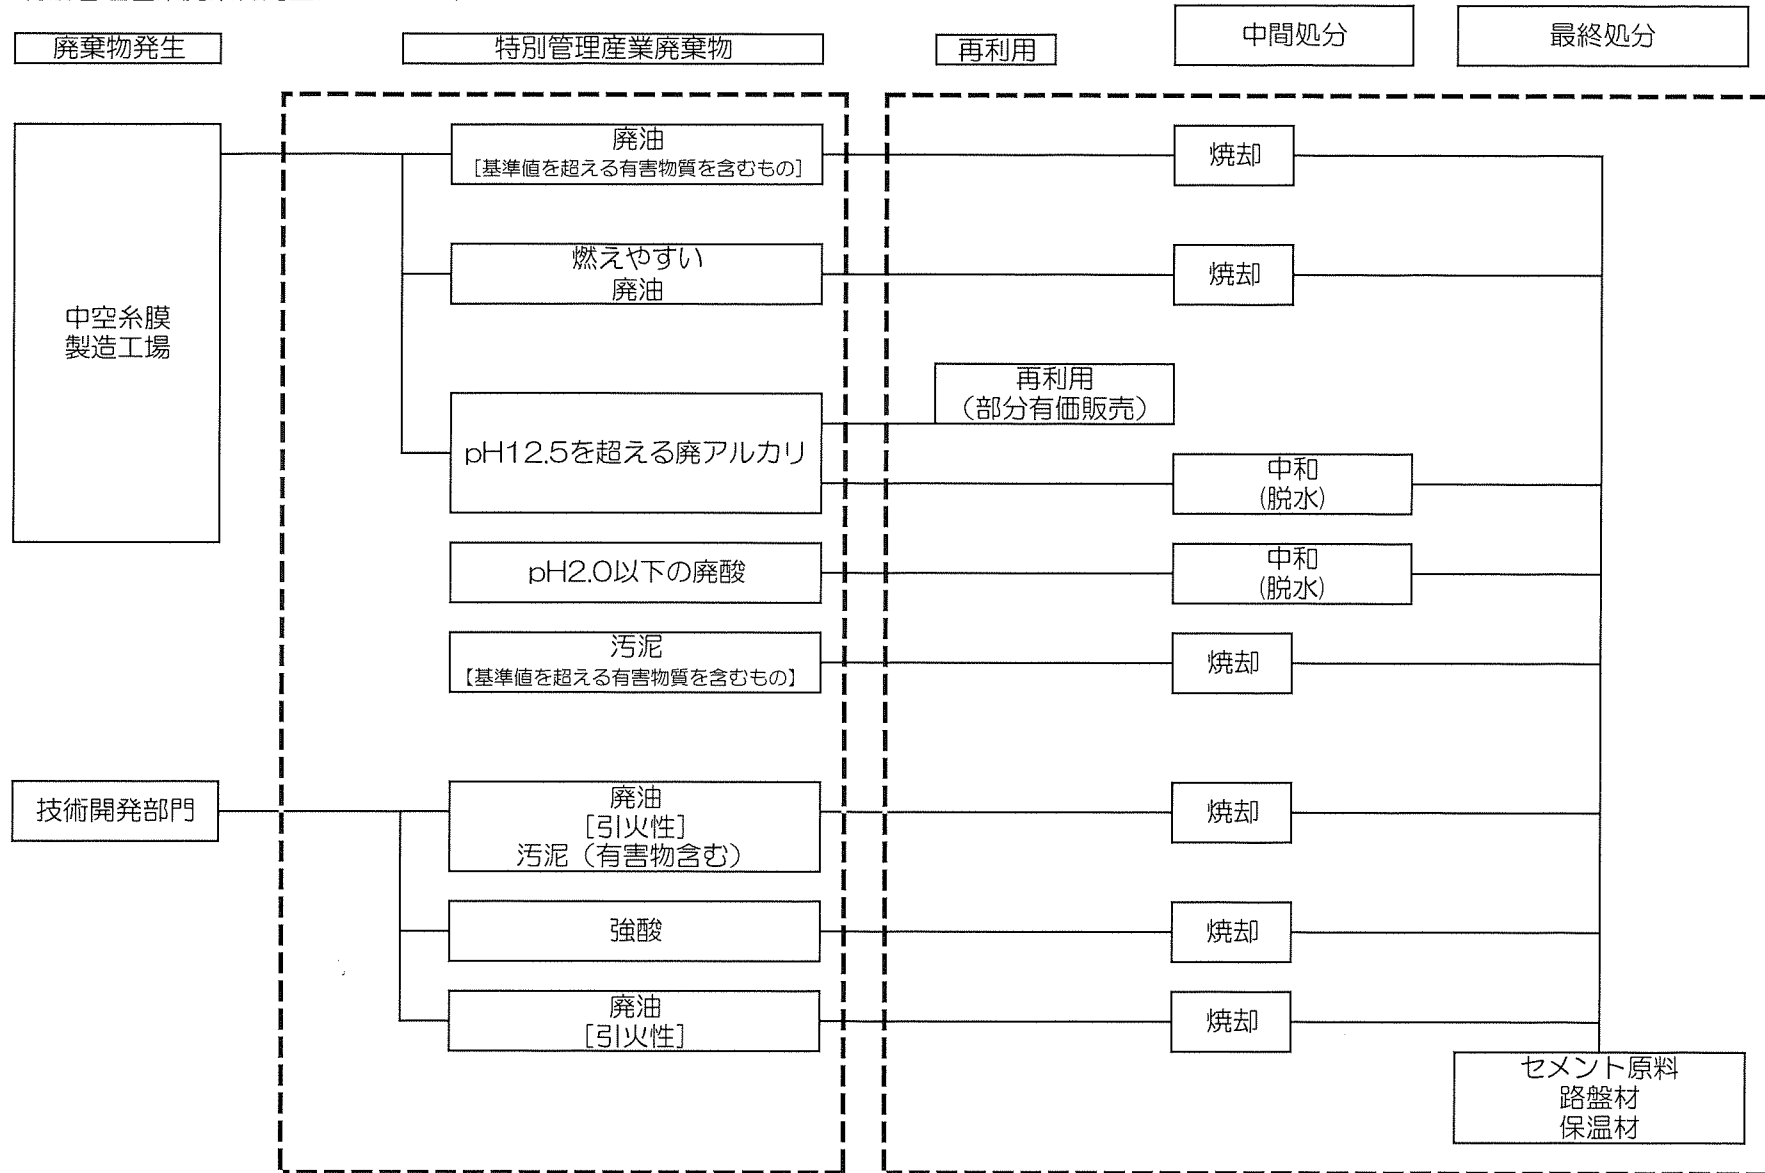 廃棄物発生
特別管理産業廃棄物
再利用
中間処分
最終処分
廃油
[基準値を超える有害物質を含むもの]
焼却
燃えやすい
廃油
焼却
中空糸膜
製造工場
再利用
(部分有価販売)
pH12.5を超える廃アルカリ
中和
(脱水)
pH2.0以下の廃酸
中和
(脱水)
汚泥
【基準値を超える有害物質を含むもの】
焼却
技術開発部門
廃油
[引火性]
汚泥(有害物含む)
焼却
強酸
焼却
廃油
[引火性]
焼却
セメント原料
路盤材
保温材